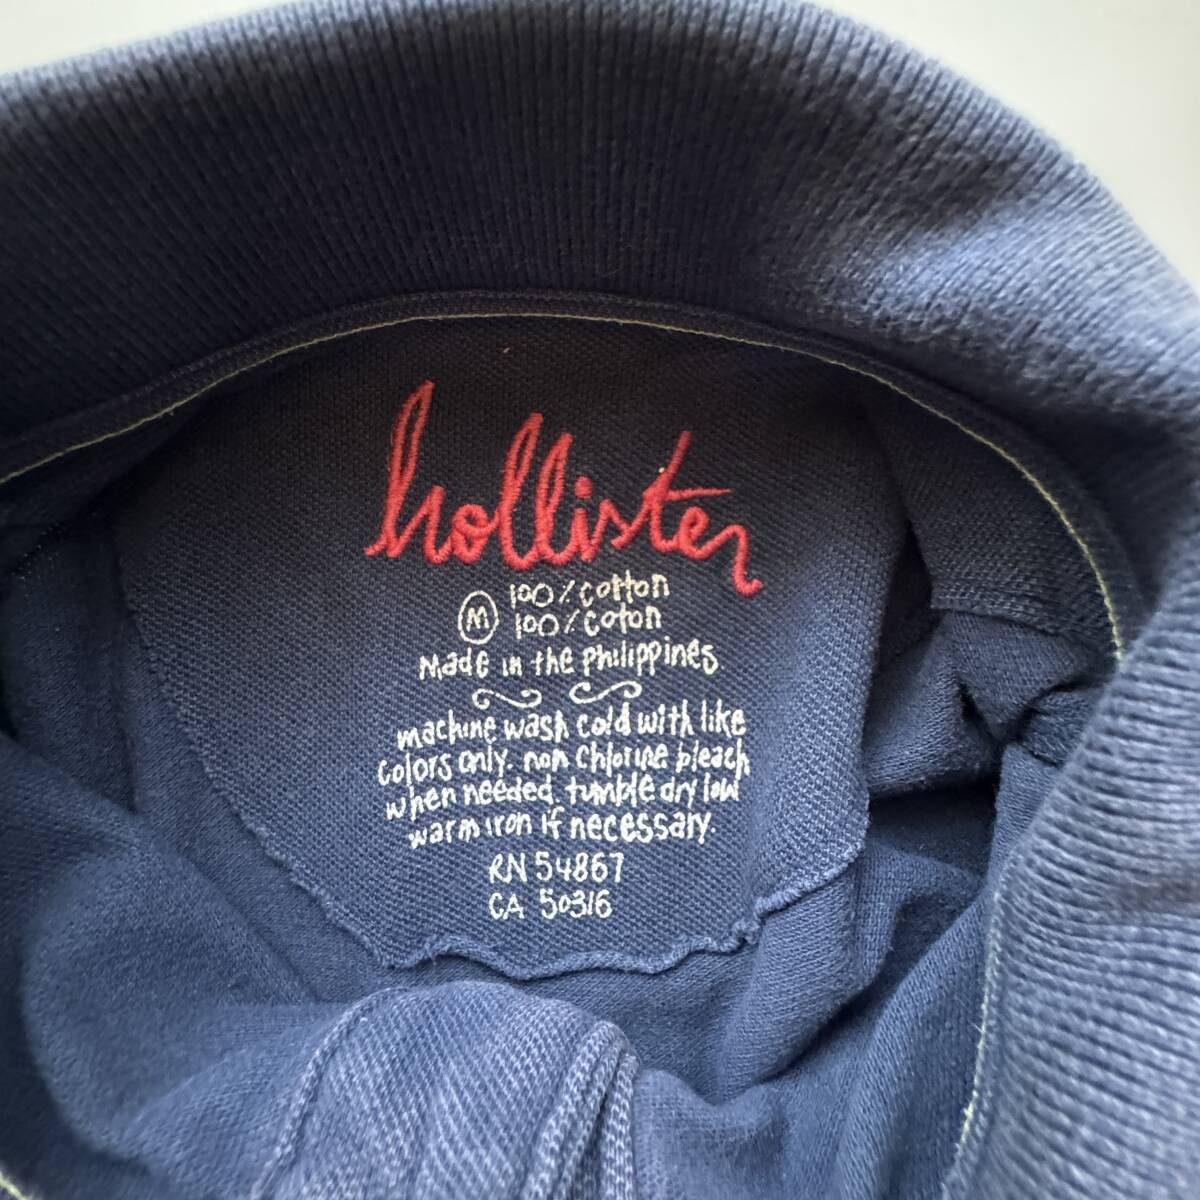 hollister
M 100% cotton
100% coton
made in the philippines
machine wash cold with like
colors only. non chlorine bleach
when needed. tumble dry low
warm iron if necessary.
RN 54867
CA 50316